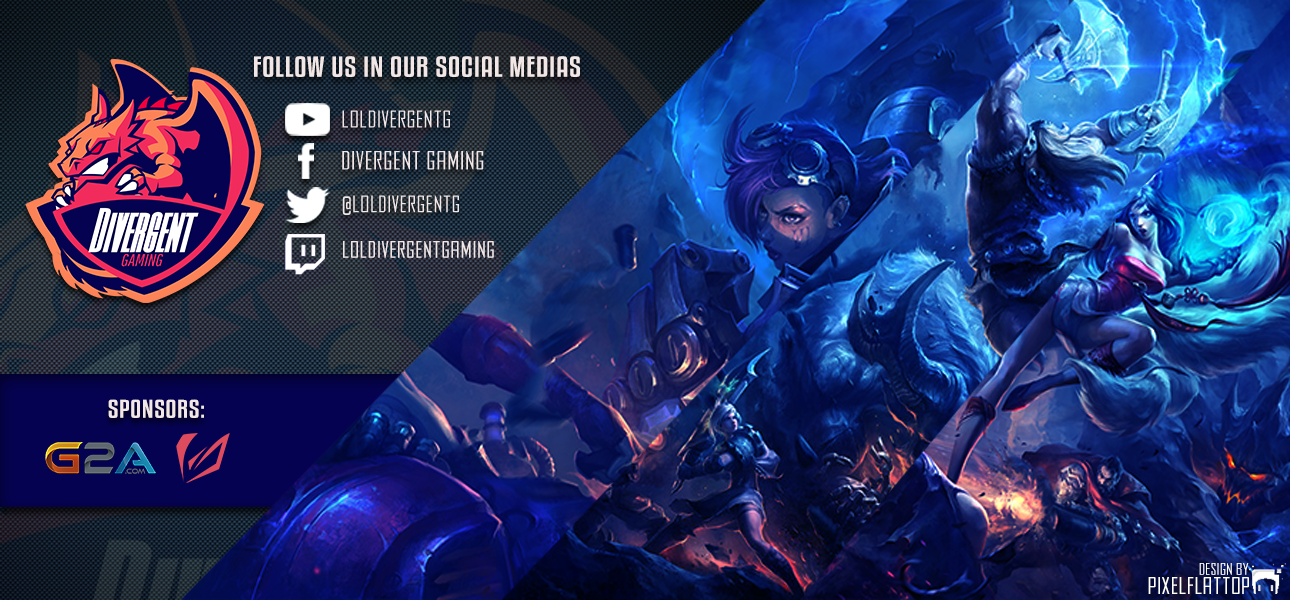 FOLLOW US IN OUR SOCIAL MEDIAS
LOLDIVERGENTG
DIVERGENT GAMING
@LOLDIVERGENTG
LOLDIVERGENTGAMING
DIVERGENT
GAMING
SPONSORS:
G2A
.COM
DESIGN BY
PIXELFLATTOP